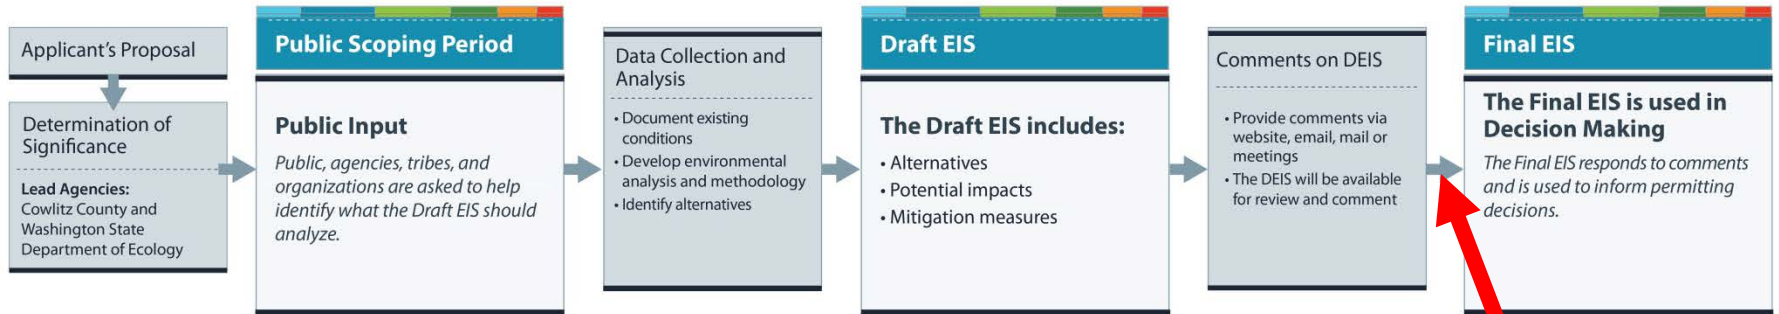 Applicant's Proposal
Determination of
Significance
Lead Agencies:
Cowlitz County and
Washington State
Department of Ecology
Public Scoping Period
Public Input
Public, agencies, tribes, and
organizations are asked to help
identify what the Draft EIS should
analyze.
Data Collection and
Analysis
• Document existing
conditions
• Develop environmental
analysis and methodology
• Identify alternatives
Draft EIS
The Draft EIS includes:
• Alternatives
• Potential impacts
• Mitigation measures
Comments on DEIS
• Provide comments via
website, email, mail or
meetings
• The DEIS will be available
for review and comment
Final EIS
The Final EIS is used in
Decision Making
The Final EIS responds to comments
and is used to inform permitting
decisions.